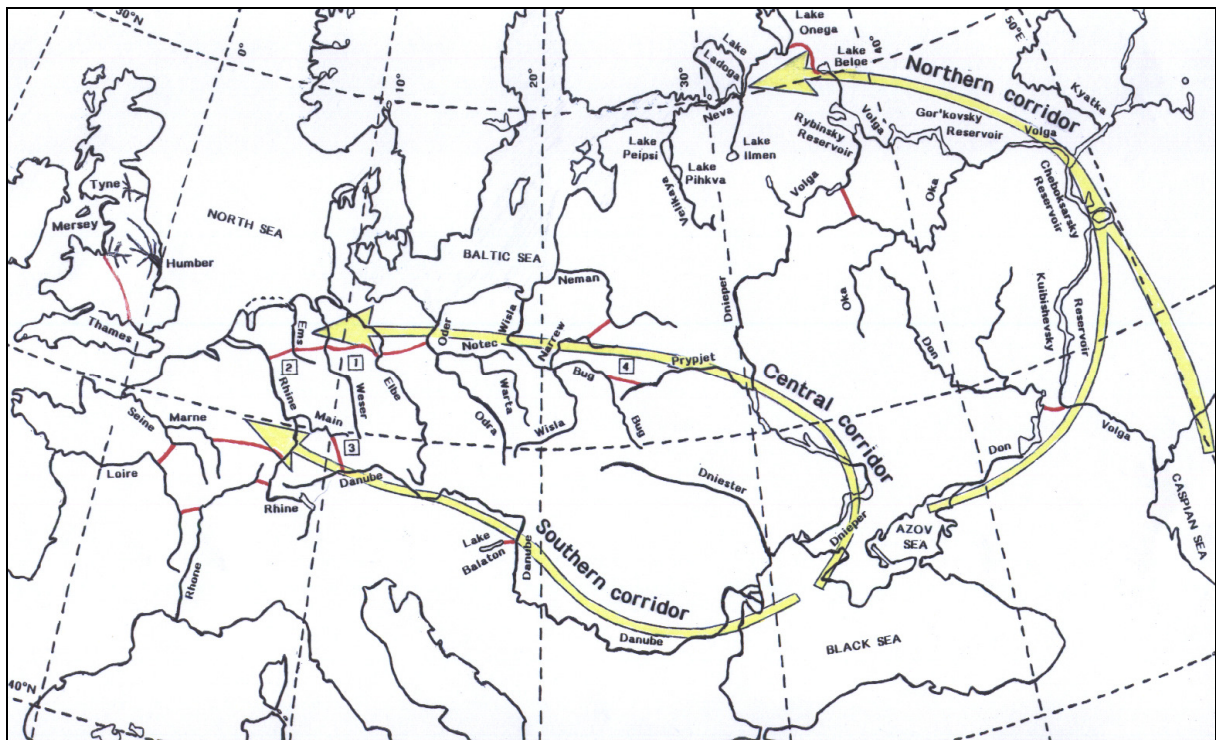 30°N
0°
10°
20°
30°
40°
50°E
Lake
Onega
Lake
Ladoga
Lake
Beloe
Northern corridor
Kyatka
Neva
Volga
Gor'kovsky
Reservoir
Volga
Rybinsky
Reservoir
Lake
Peipsi
Lake
Pihkva
Lake
Ilmen
Velikaya
Volga
Oka
Cheboksarsky
Reservoir
Tyne
Mersey
Humber
NORTH SEA
BALTIC SEA
Thames
Neman
Dnieper
Oka
Don
Kuibishevsky
Reservoir
Ems
1
2
Oder
Notec
Wisla
Narrew
Prypjet
4
Bug
Bug
Central corridor
Rhine
Weser
Elbe
Warta
Odra
Wisla
Seine
Marne
Main
3
Loire
Danube
Rhine
Dniester
Don
Volga
CASPIAN SEA
AZOV
SEA
Dnieper
Lake
Balaton
Danube
Southern corridor
Rhone
Danube
BLACK SEA
40°N